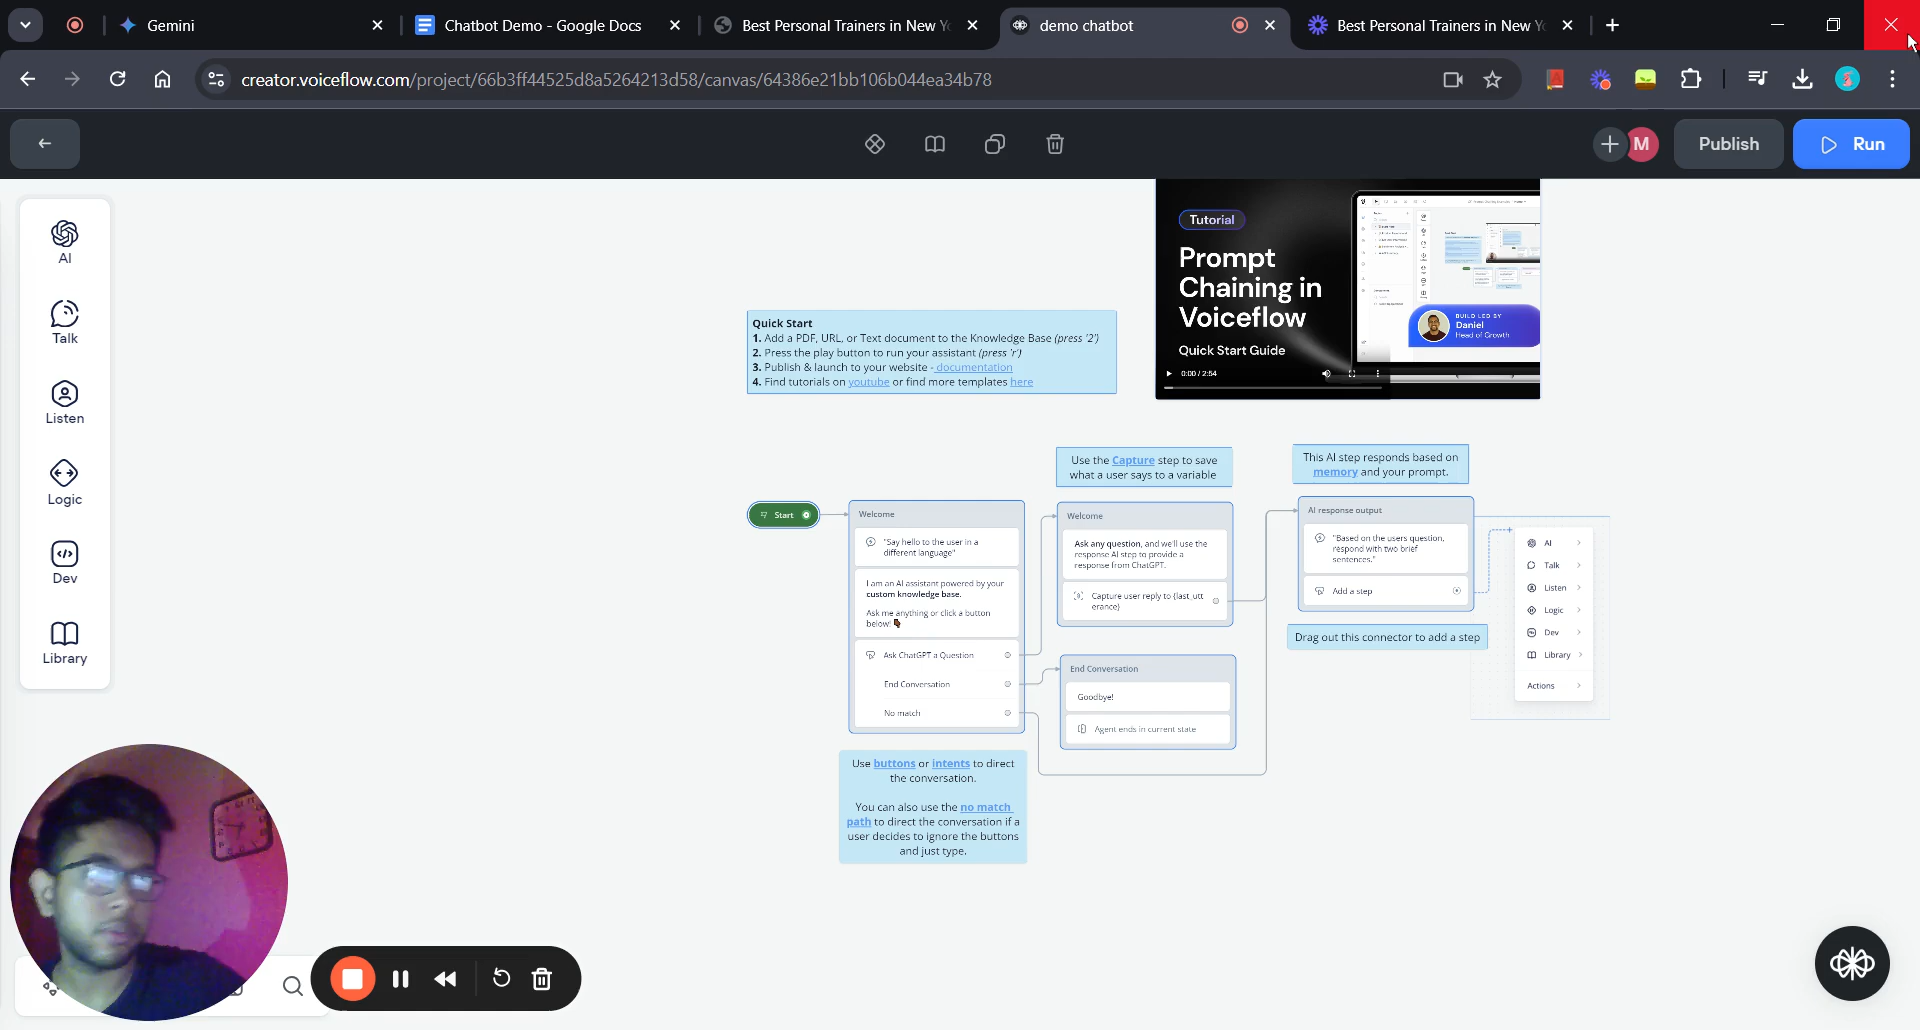 Gemini
Chatbot Demo - Google Docs
Best Personal Trainers in New Yo
demo chatbot
Best Personal Trainers in New Yo
creator.voiceflow.com/project/66b3ff44525d8a5264213d58/canvas/64386e21bb106b044ea34b78
M
Publish
Run
AI
Talk
Listen
Logic
Dev
Library
Tutorial
Prompt
Chaining in
Voiceflow
Quick Start Guide
0:00 / 2:54
BUILD LED BY
Daniel
Head of Growth
Quick Start
1. Add a PDF, URL, or Text document to the Knowledge Base (press '2')
2. Press the play button to run your assistant (press 'r')
3. Publish & launch to your website - documentation
4. Find tutorials on youtube or find more templates here
Use the Capture step to save
what a user says to a variable
This AI step responds based on
memory and your prompt.
Start
Welcome
"Say hello to the user in a
different language"
I am an AI assistant powered by your
custom knowledge base.
Ask me anything or click a button
below!
Ask ChatGPT a Question
End Conversation
No match
Welcome
Ask any question, and we'll use the
response AI step to provide a
response from ChatGPT.
Capture user reply to {last_utt
erance}
End Conversation
Goodbye!
Agent ends in current state
AI response output
"Based on the users question,
respond with two brief
sentences."
Add a step
Drag out this connector to add a step
AI
Talk
Listen
Logic
Dev
Library
Actions
Use buttons or intents to direct
the conversation.
You can also use the no match
path to direct the conversation if a
user decides to ignore the buttons
and just type.